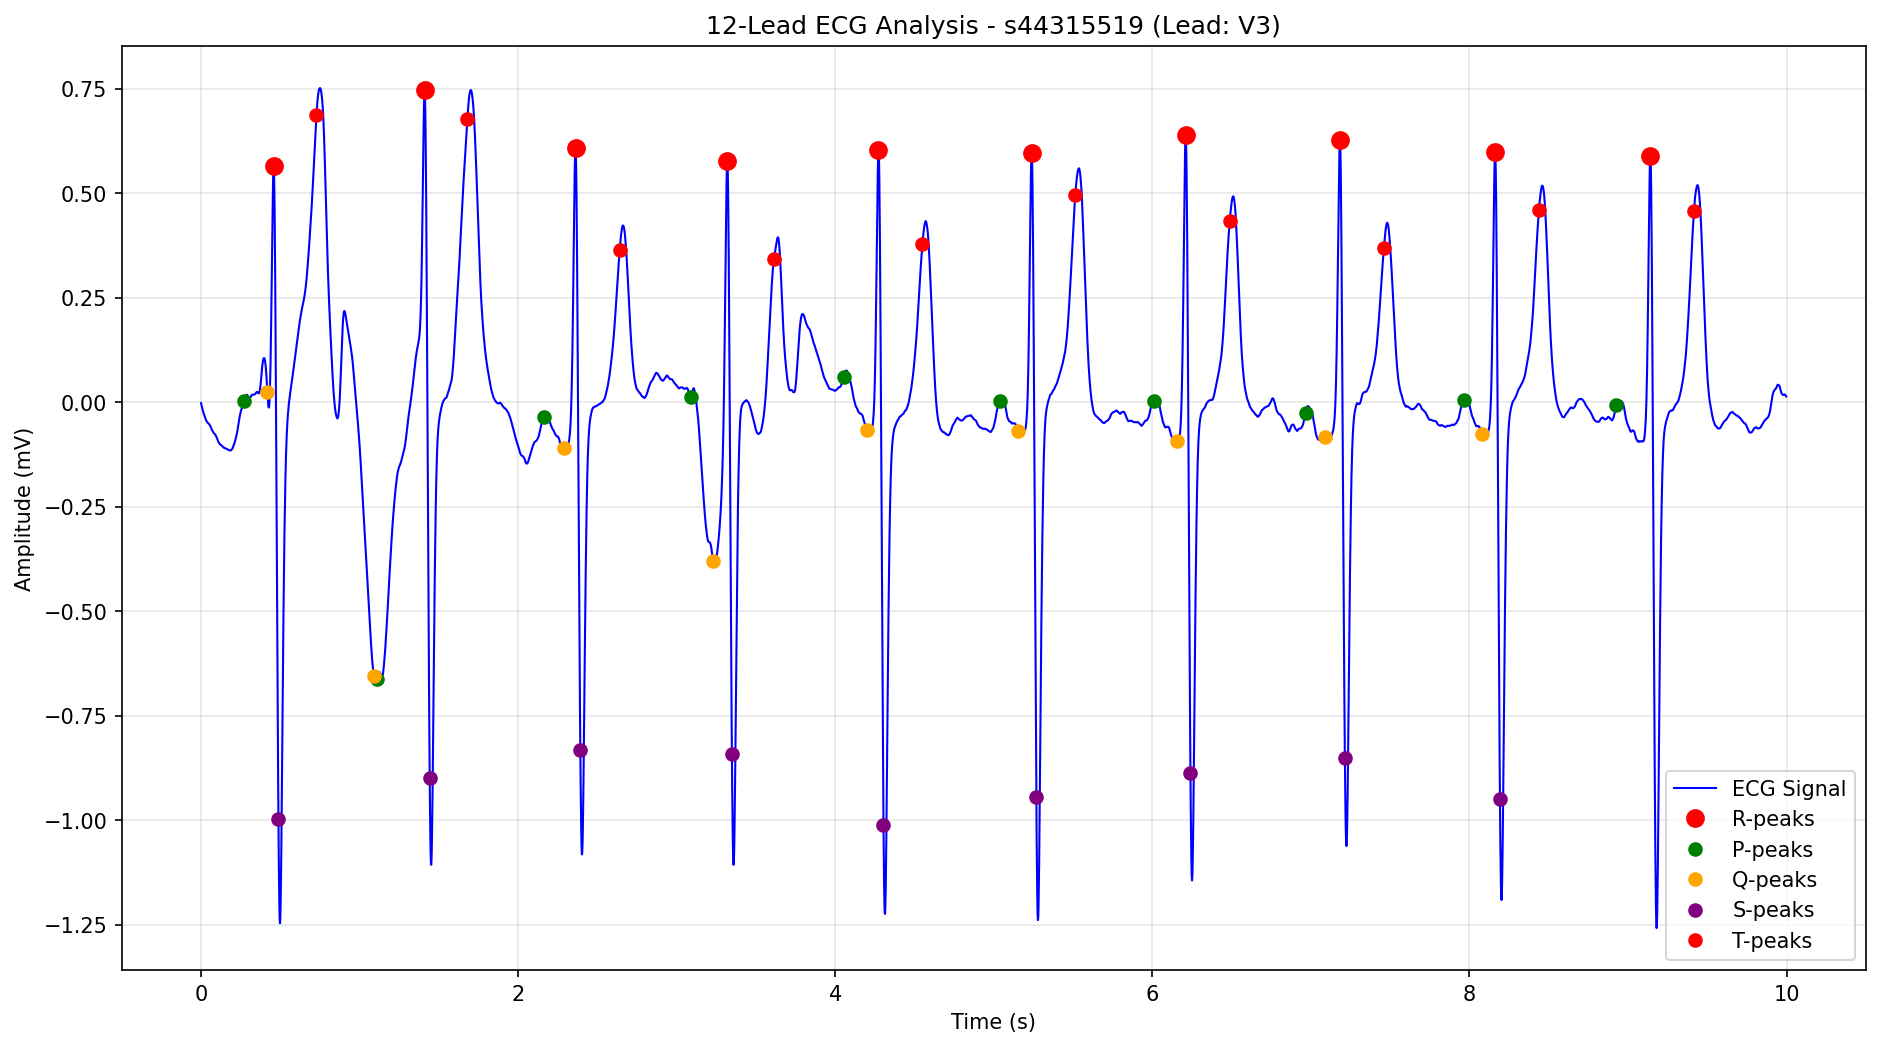 12-Lead ECG Analysis - s44315519 (Lead: V3)
Amplitude (mV)
0.75
0.50
0.25
0.00
−0.25
−0.50
−0.75
−1.00
−1.25
0 2 4 6 8 10
Time (s)
ECG Signal
R-peaks
P-peaks
Q-peaks
S-peaks
T-peaks